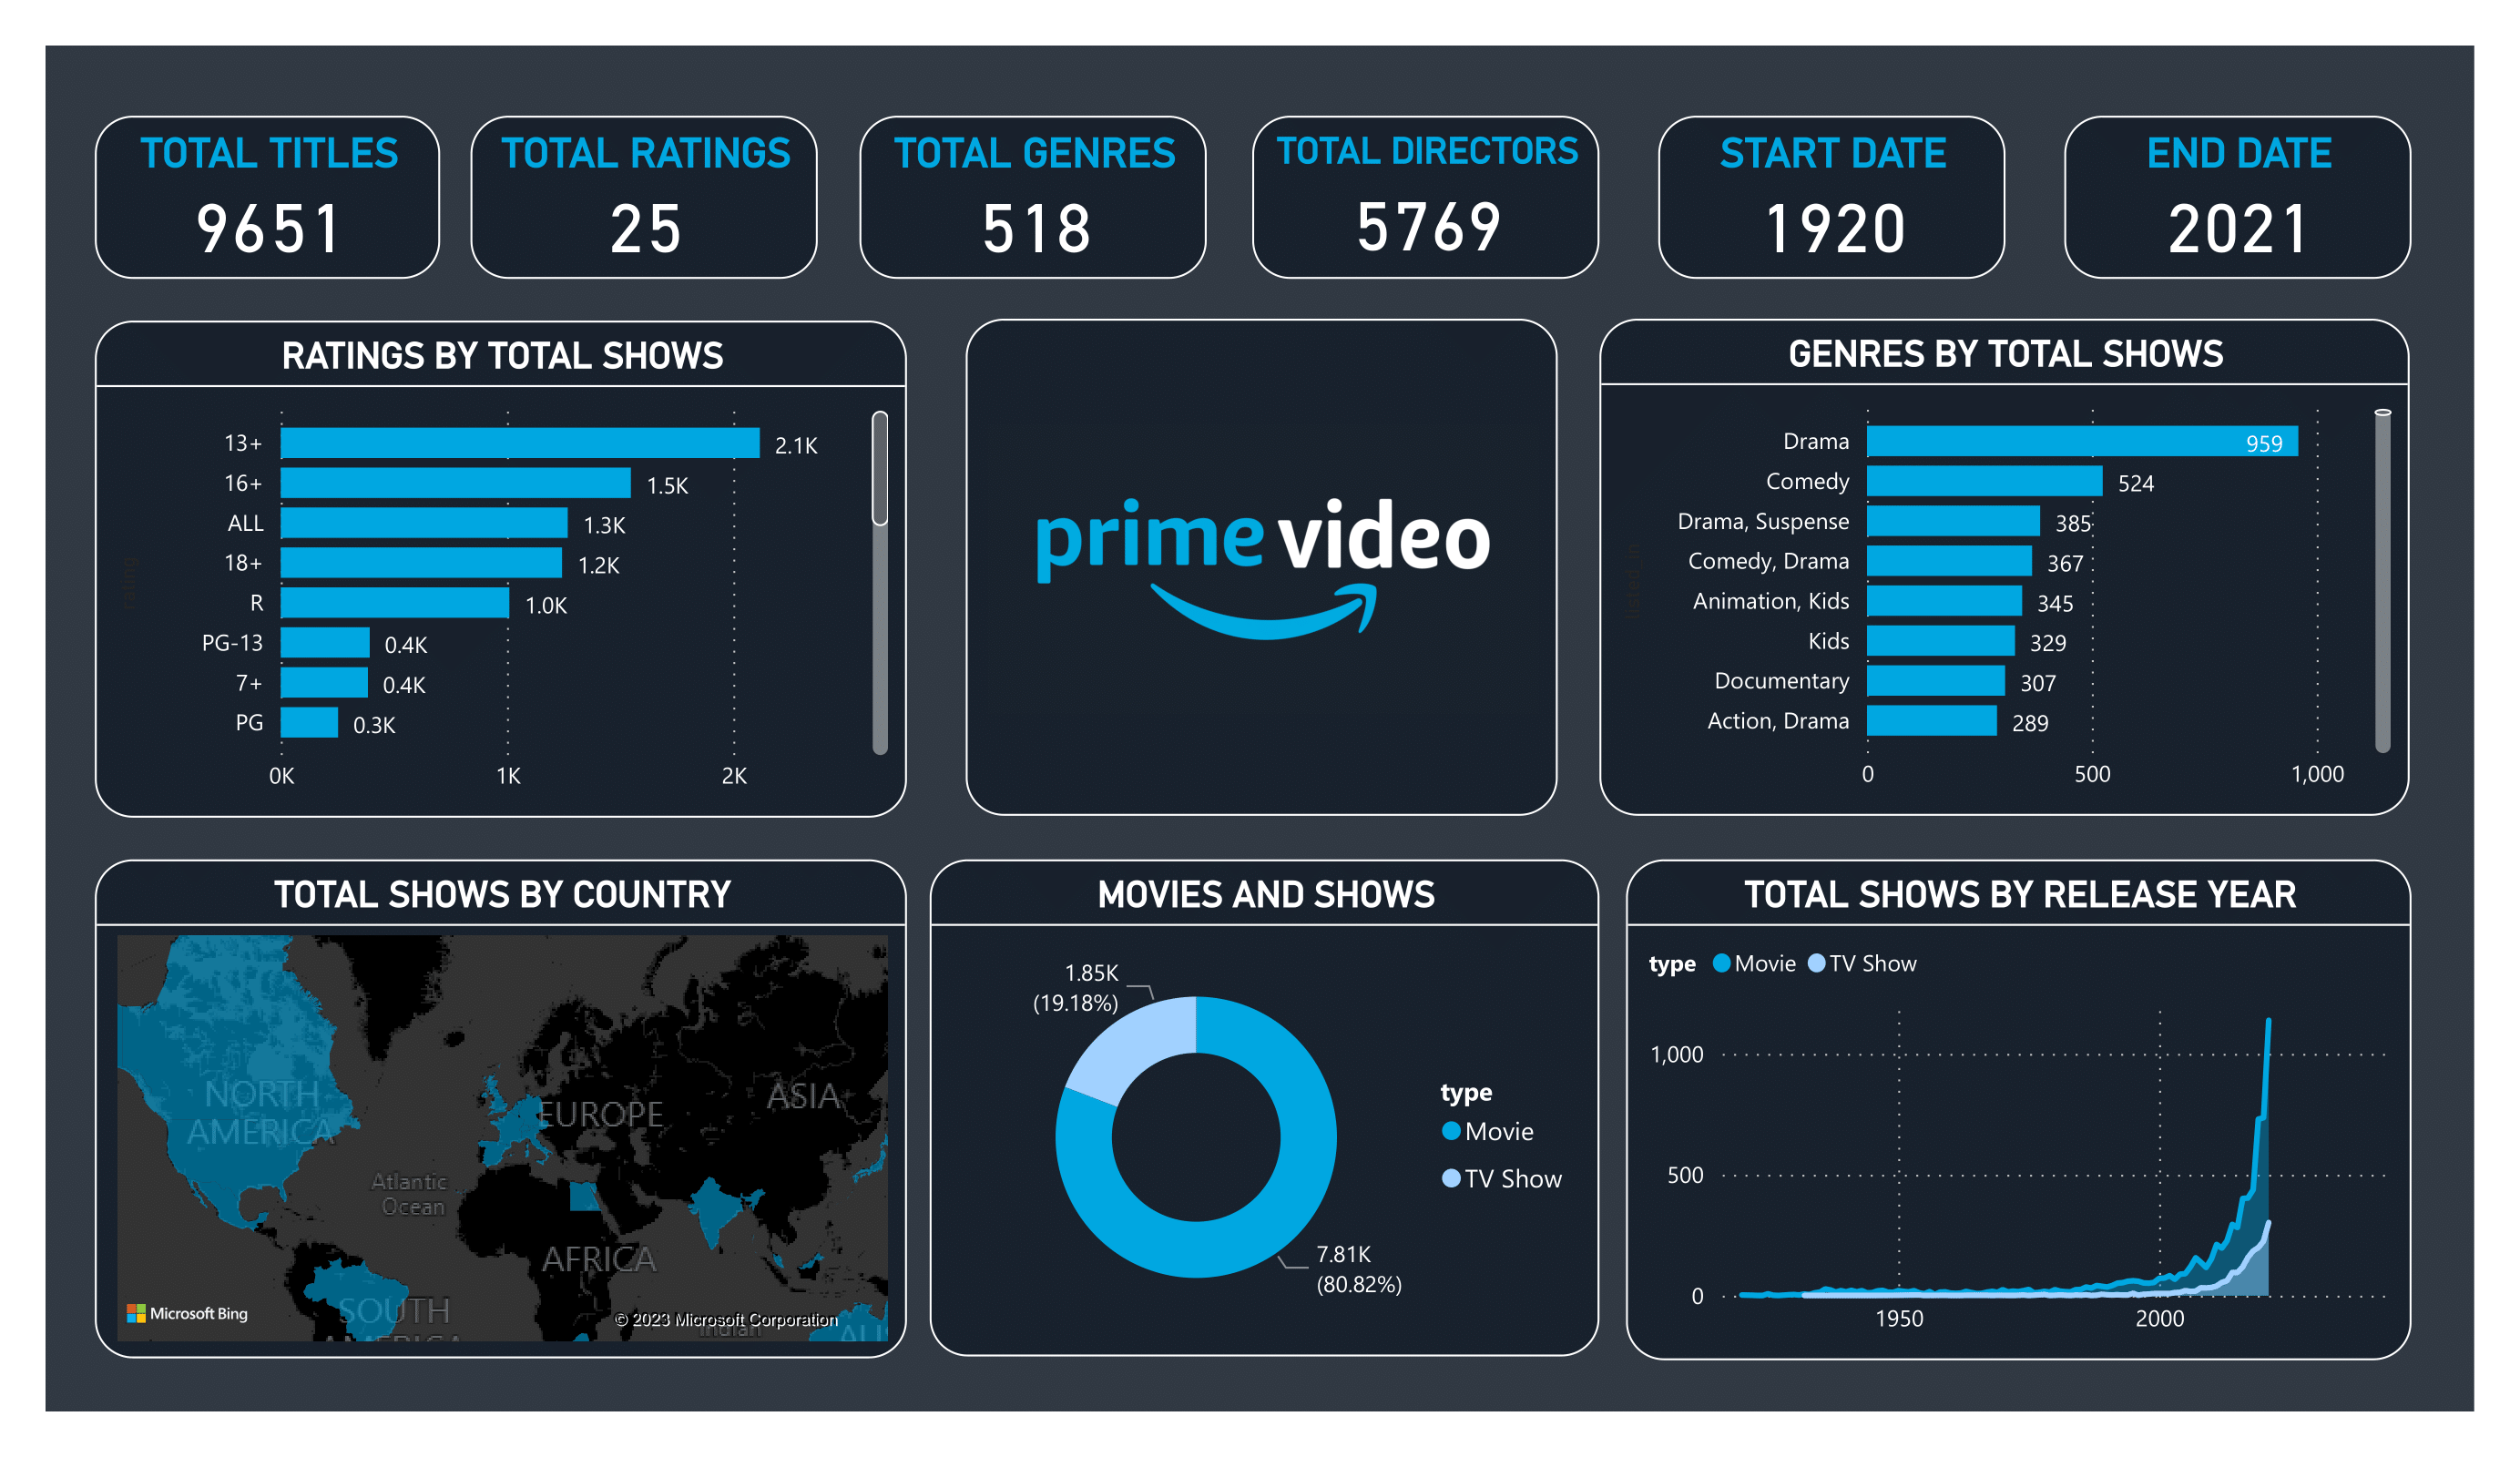 TOTAL TITLES
9651
TOTAL RATINGS
25
TOTAL GENRES
518
TOTAL DIRECTORS
5769
START DATE
1920
END DATE
2021
RATINGS BY TOTAL SHOWS
rating
13+ 2.1K
16+ 1.5K
ALL 1.3K
18+ 1.2K
R 1.0K
PG-13 0.4K
7+ 0.4K
PG 0.3K
0K 1K 2K
prime video
GENRES BY TOTAL SHOWS
listed in
Drama 959
Comedy 524
Drama, Suspense 385
Comedy, Drama 367
Animation, Kids 345
Kids 329
Documentary 307
Action, Drama 289
0 500 1,000
TOTAL SHOWS BY COUNTRY
NORTH
AMERICA
EUROPE
ASIA
Atlantic
Ocean
AFRICA
SOUTH
AMERICA
Indian
AU
Microsoft Bing
© 2023 Microsoft Corporation
MOVIES AND SHOWS
1.85K
(19.18%)
7.81K
(80.82%)
type
Movie
TV Show
TOTAL SHOWS BY RELEASE YEAR
type Movie TV Show
1,000
500
0
1950 2000